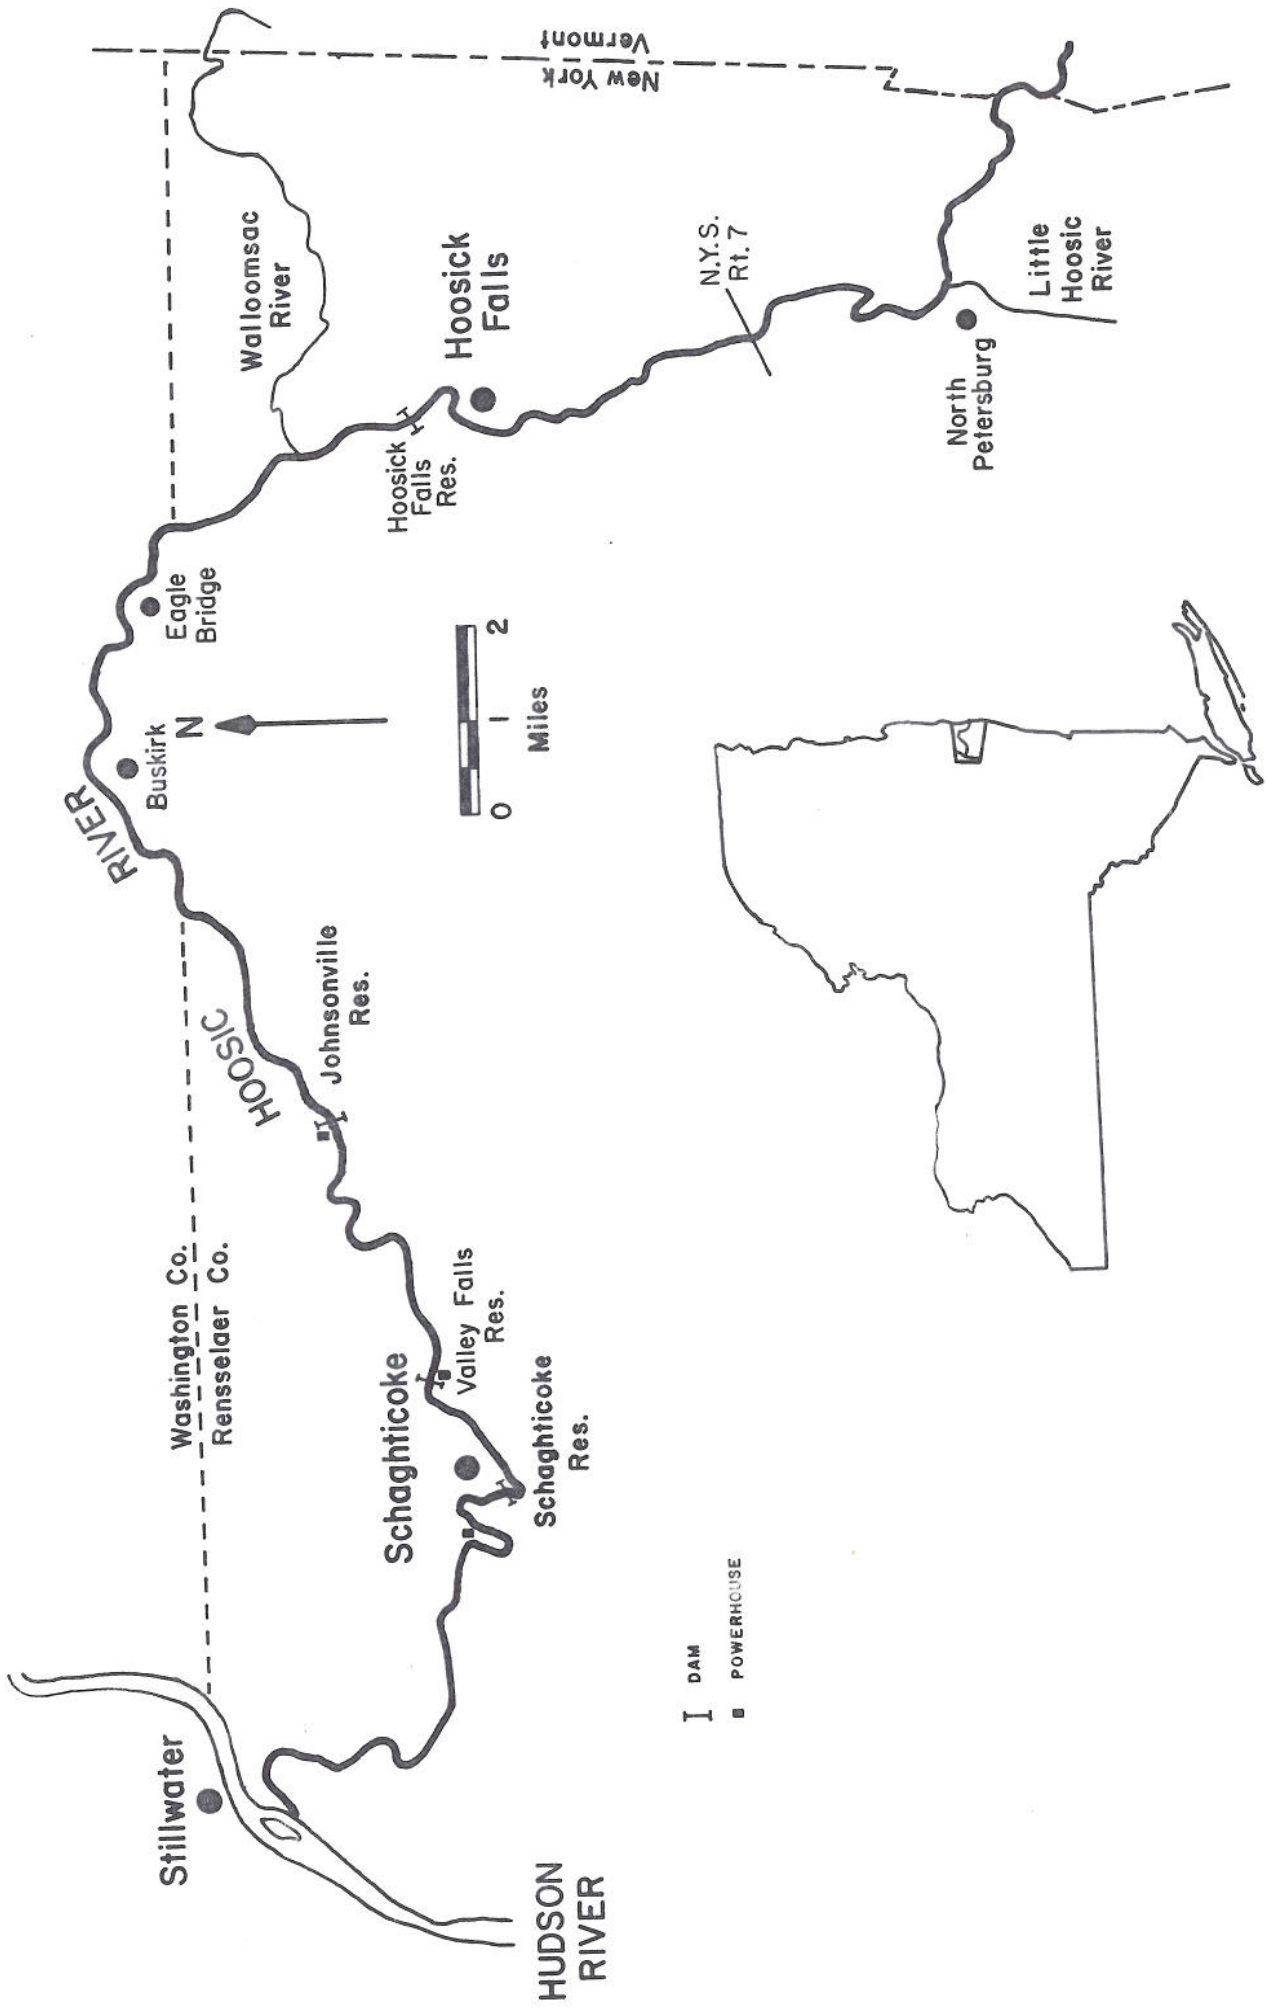 Stillwater
HUDSON
RIVER
Washington Co.
Rensselaer Co.
Schaghticoke
Valley Falls
Res.
Schaghticoke
Res.
HOOSIC
RIVER
Johnsonville
Res.
Buskirk
N
Eagle
Bridge
0 1 2
Miles
Walloomsac
River
Hoosick
Falls
Hoosick
Falls
Res.
N.Y.S.
Rt. 7
North
Petersburg
Little
Hoosic
River
New York
Vermont
DAM
POWERHOUSE